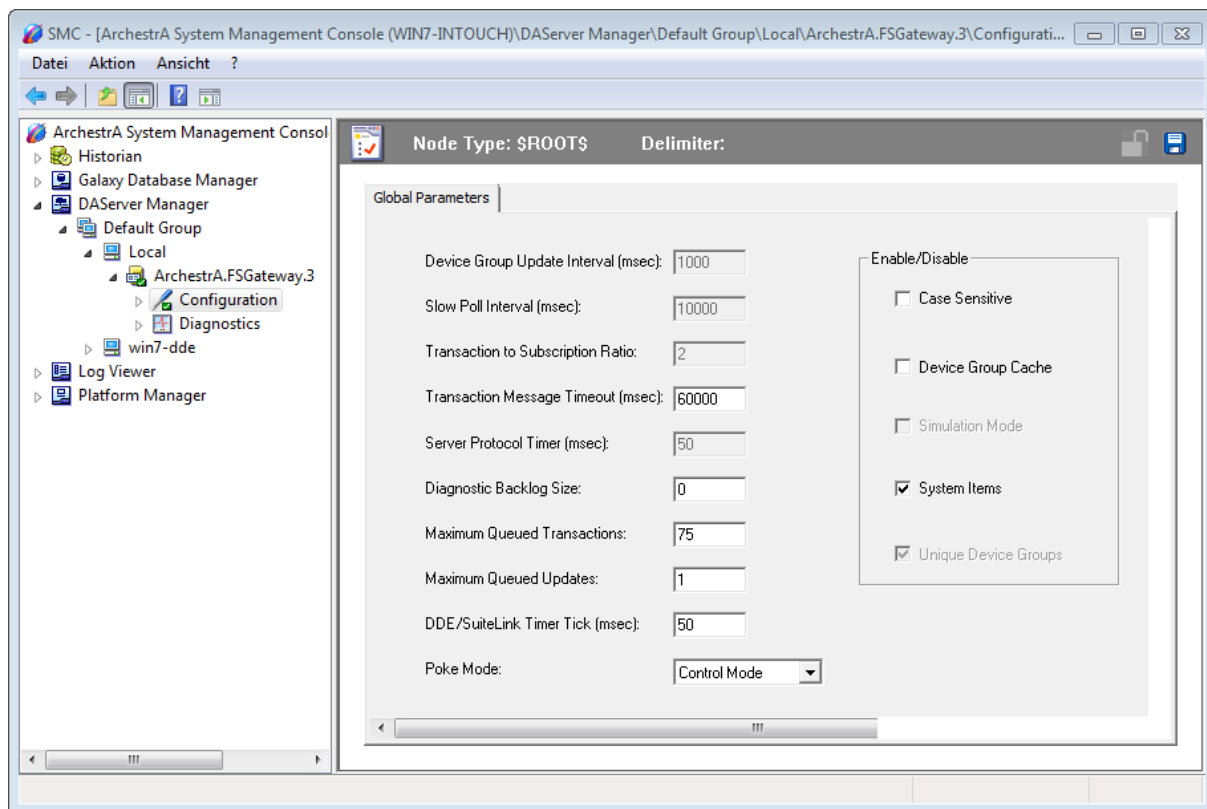 SMC - [ArchestrA System Management Console (WIN7-INTOUCH)\DAServer Manager\Default Group\Local\ArchestrA.FSGateway.3\Configurati...
Datei Aktion Ansicht ?
ArchestrA System Management Consol
Historian
Galaxy Database Manager
DAServer Manager
Default Group
Local
ArchestrA.FSGateway.3
Configuration
Diagnostics
win7-dde
Log Viewer
Platform Manager
Node Type: $ROOT$ Delimiter:
Global Parameters
Device Group Update Interval (msec): 1000
Slow Poll Interval (msec): 10000
Transaction to Subscription Ratio: 2
Transaction Message Timeout (msec): 60000
Server Protocol Timer (msec): 50
Diagnostic Backlog Size: 0
Maximum Queued Transactions: 75
Maximum Queued Updates: 1
DDE/SuiteLink Timer Tick (msec): 50
Poke Mode: Control Mode
Enable/Disable
Case Sensitive
Device Group Cache
Simulation Mode
System Items
Unique Device Groups